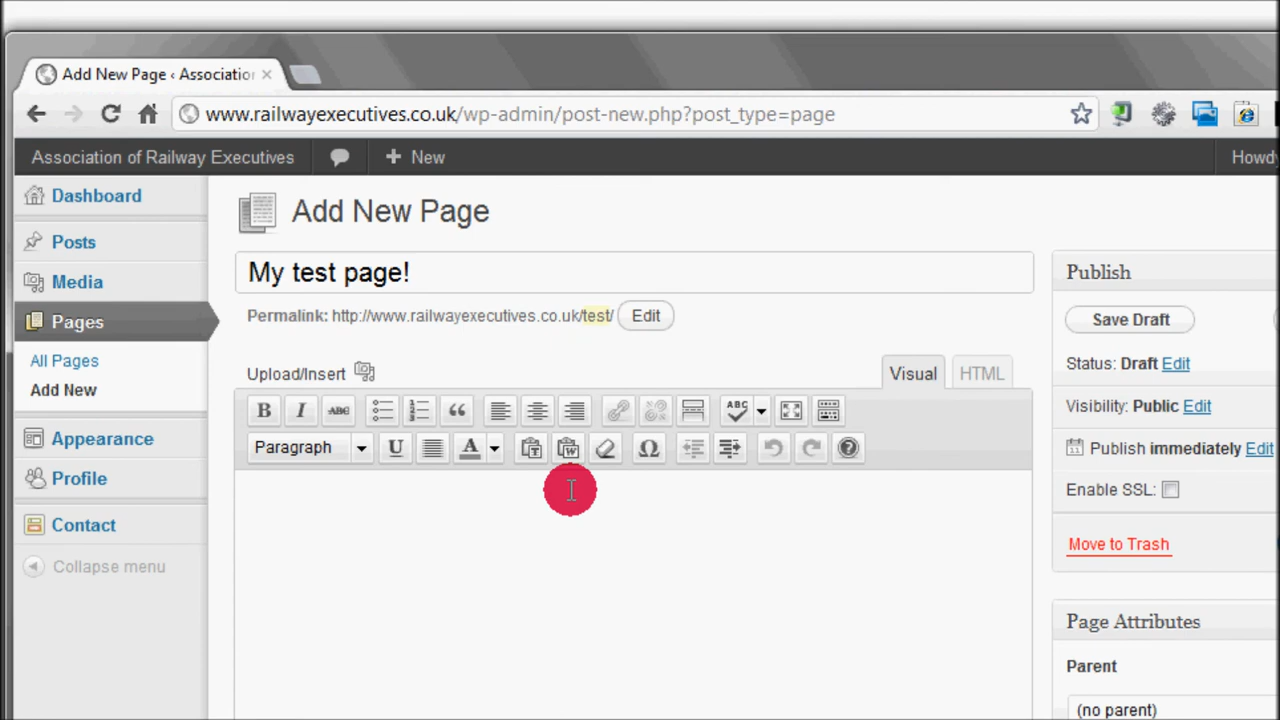 Add New Page ‹ Association
www.railwayexecutives.co.uk/wp-admin/post-new.php?post_type=page
Association of Railway Executives
New
Howdy
Dashboard
Posts
Media
Pages
All Pages
Add New
Appearance
Profile
Contact
Collapse menu
Add New Page
My test page!
Permalink: http://www.railwayexecutives.co.uk/test/ Edit
Upload/Insert
Visual
HTML
B I ABC
ABC
Paragraph
U A T W Ω ?
Publish
Save Draft
Status: Draft Edit
Visibility: Public Edit
Publish immediately Edit
Enable SSL:
Move to Trash
Page Attributes
Parent
(no parent)